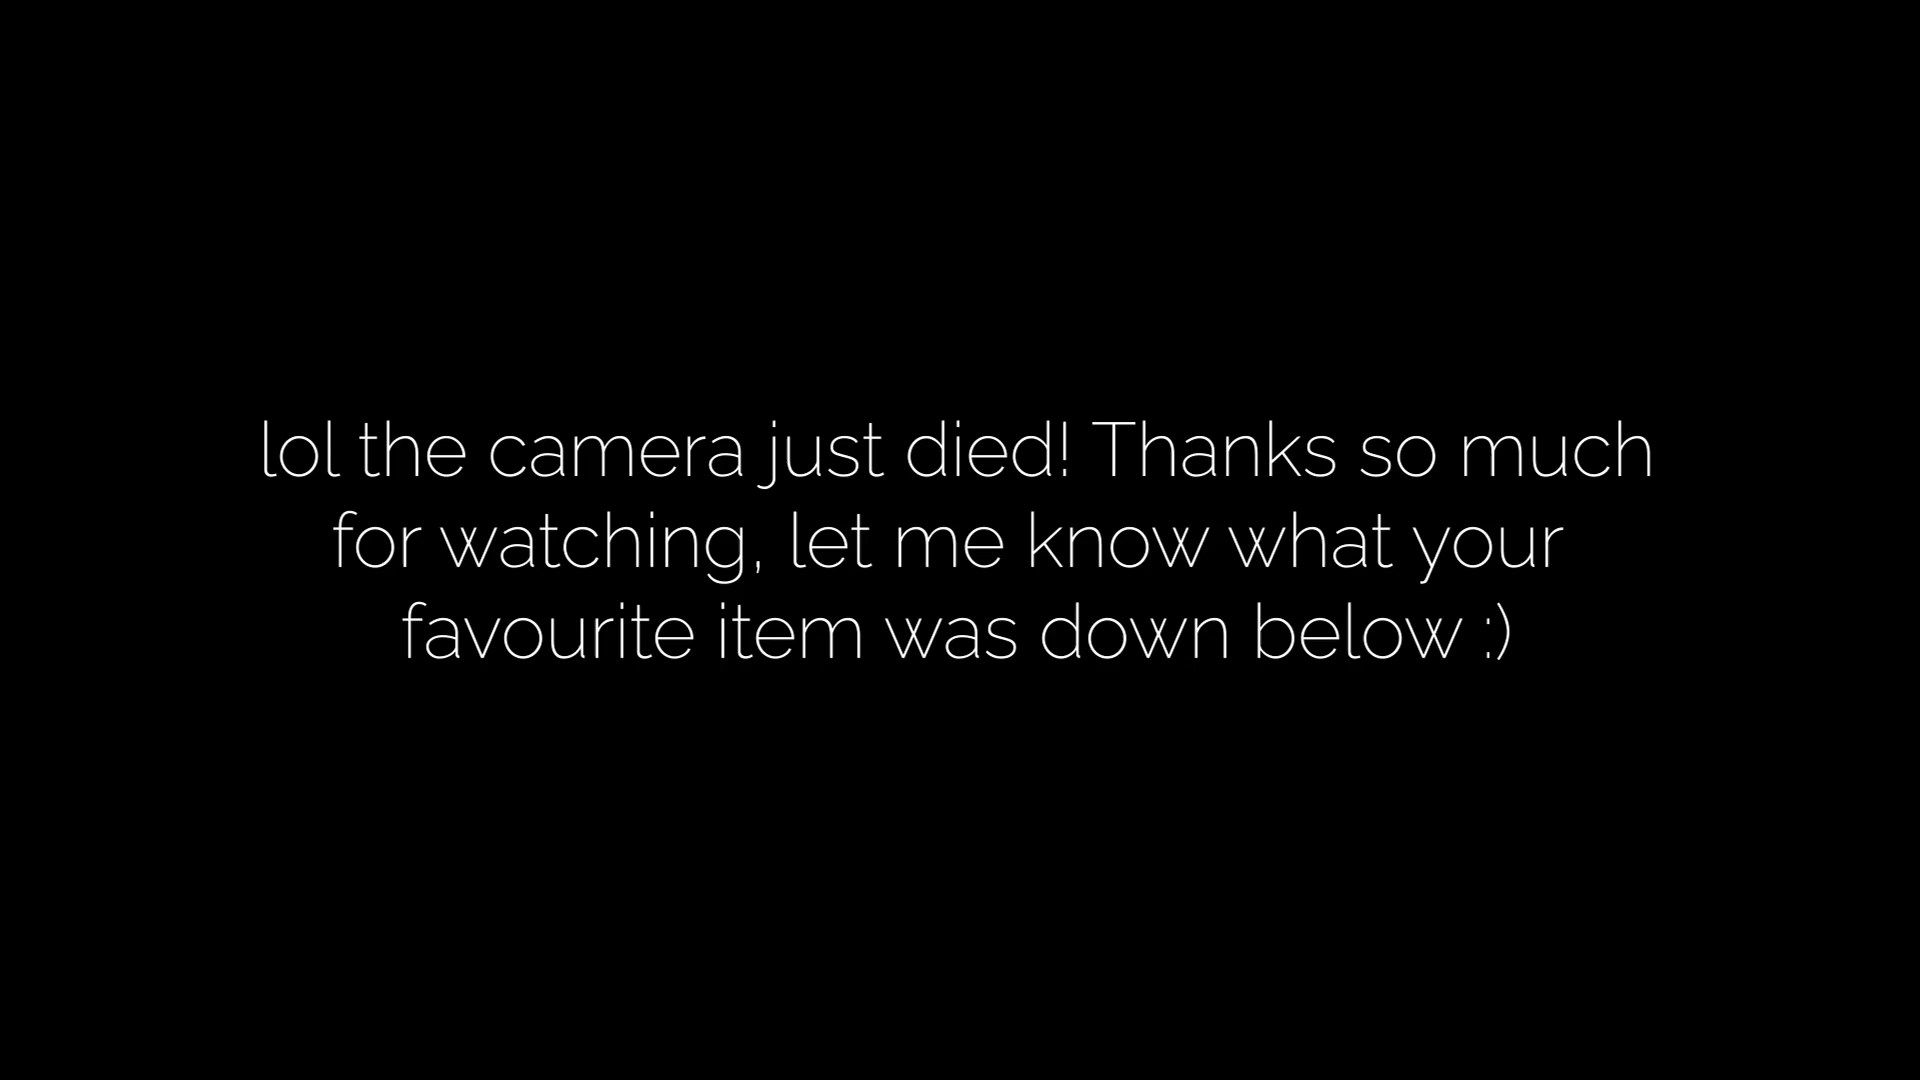 lol the camera just died! Thanks so much
for watching, let me know what your
favourite item was down below :)